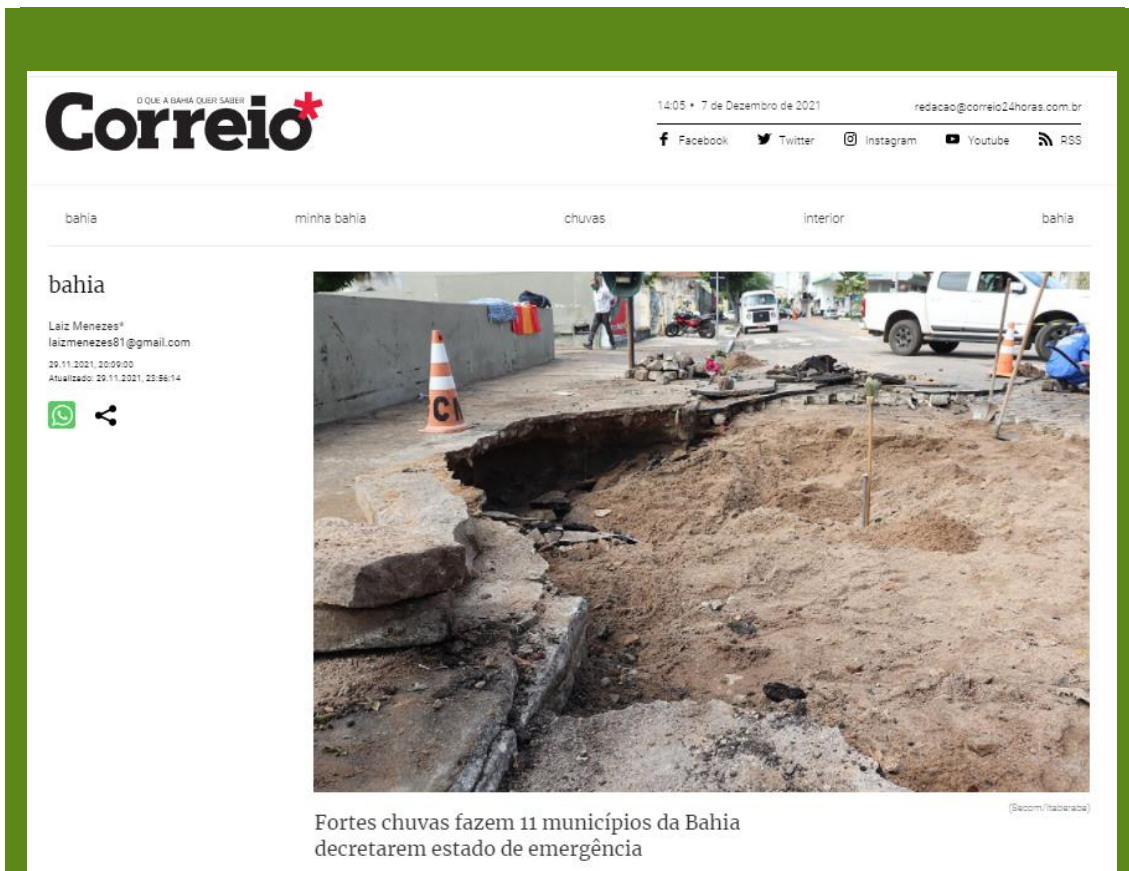 O QUE A BAHIA QUER SABER
Correio*
14:05 • 7 de Dezembro de 2021 redacao@correio24horas.com.br
Facebook Twitter Instagram Youtube RSS
bahia minha bahia chuvas interior bahia
bahia
Laiz Menezes*
laizmenezes81@gmail.com
29.11.2021, 20:09:00
Atualizado: 29.11.2021, 23:56:14
(Secom/Itaberaba)
Fortes chuvas fazem 11 municípios da Bahia
decretarem estado de emergência